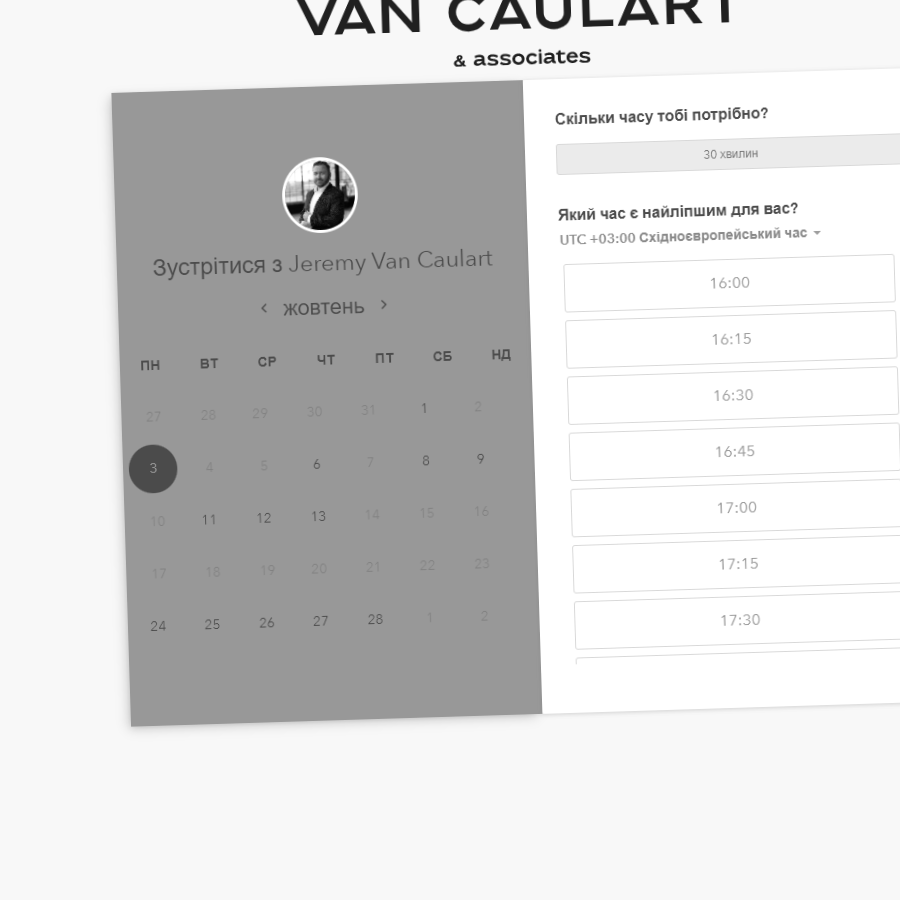 VAN CAULART
& associates
Зустрітися з Jeremy Van Caulart
жовтень
ПН ВТ СР ЧТ ПТ СБ НД
27 28 29 30 31 1 2
3 4 5 6 7 8 9
10 11 12 13 14 15 16
17 18 19 20 21 22 23
24 25 26 27 28 1 2
Скільки часу тобі потрібно?
30 хвилин
Який час є найліпшим для вас?
UTC +03:00 Східноєвропейський час
16:00
16:15
16:30
16:45
17:00
17:15
17:30